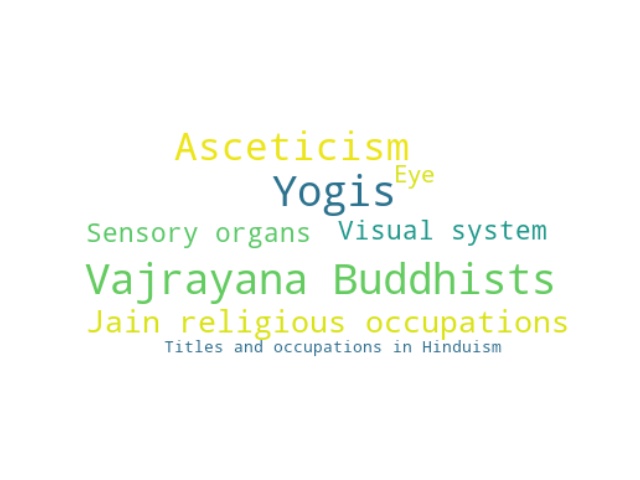 Asceticism
Eye
Yogis
Sensory organs
Visual system
Vajrayana Buddhists
Jain religious occupations
Titles and occupations in Hinduism